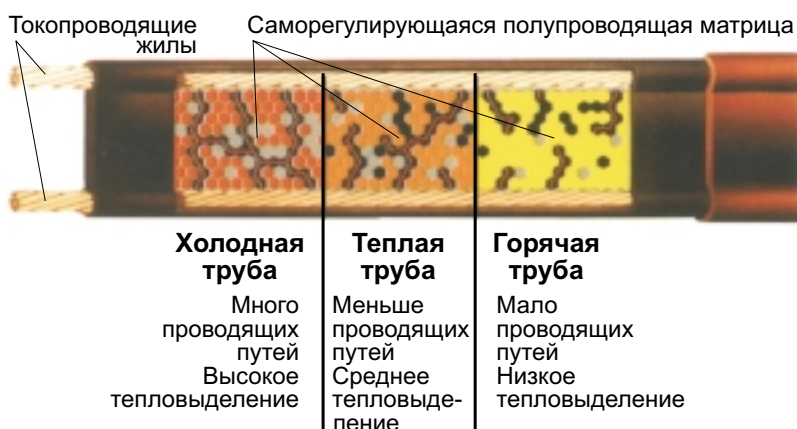 Токопроводящие
жилы
Саморегулирующаяся полупроводящая матрица
Холодная
труба
Много
проводящих
путей
Высокое
тепловыделение
Теплая
труба
Меньше
проводящих
путей
Среднее
тепловыде-
ление
Горячая
труба
Мало
проводящих
путей
Низкое
тепловыделение